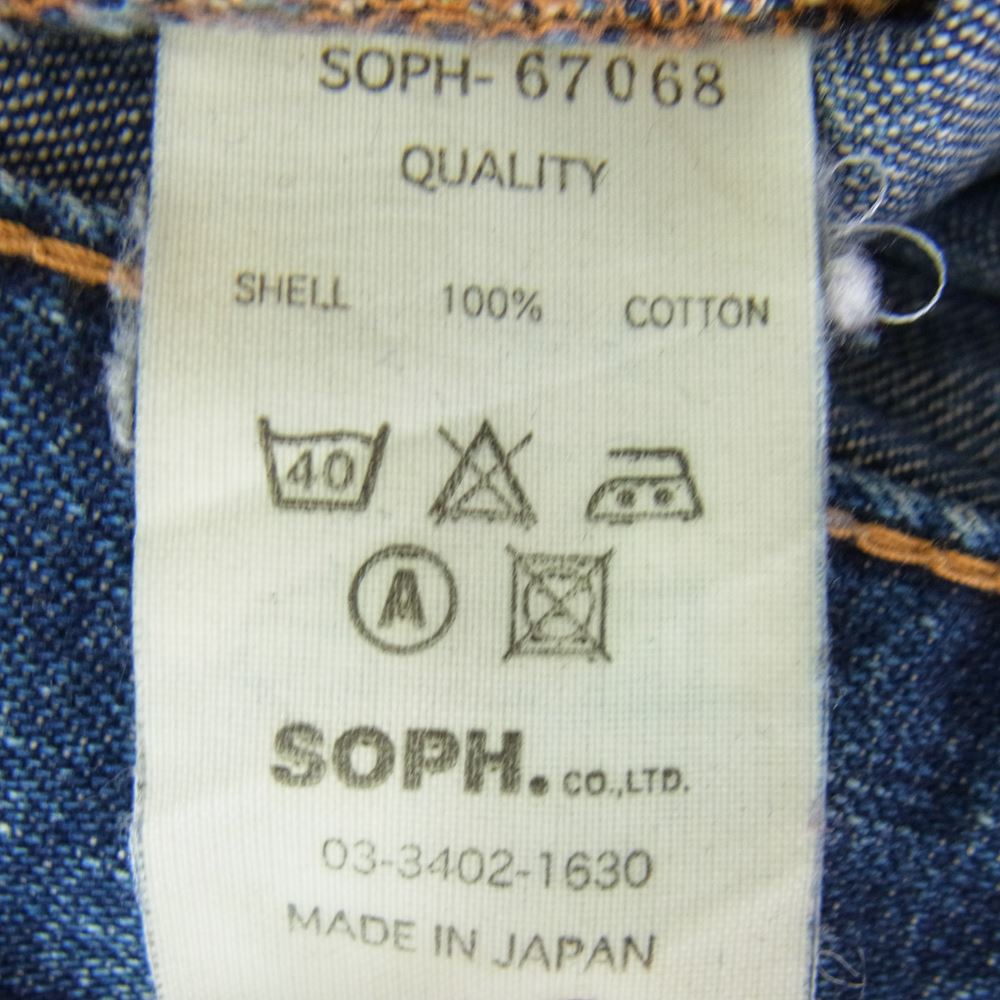 SOPH-67068
QUALITY
SHELL 100% COTTON
40
A
SOPH. CO.,LTD.
03-3402-1630
MADE IN JAPAN